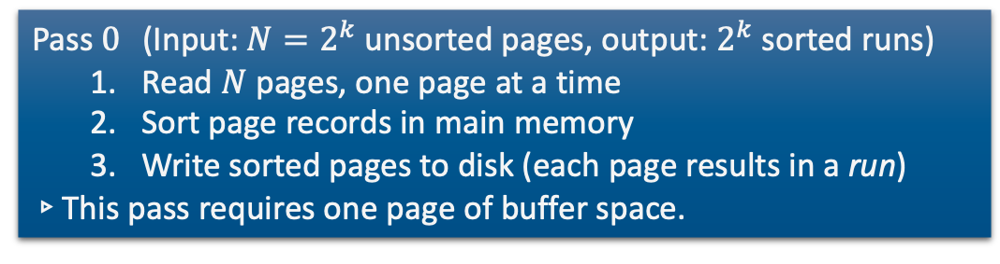 Pass 0 (Input: 𝑁 = 2ᵏ unsorted pages, output: 2ᵏ sorted runs)
1. Read 𝑁 pages, one page at a time
2. Sort page records in main memory
3. Write sorted pages to disk (each page results in a run)
▹ This pass requires one page of buffer space.